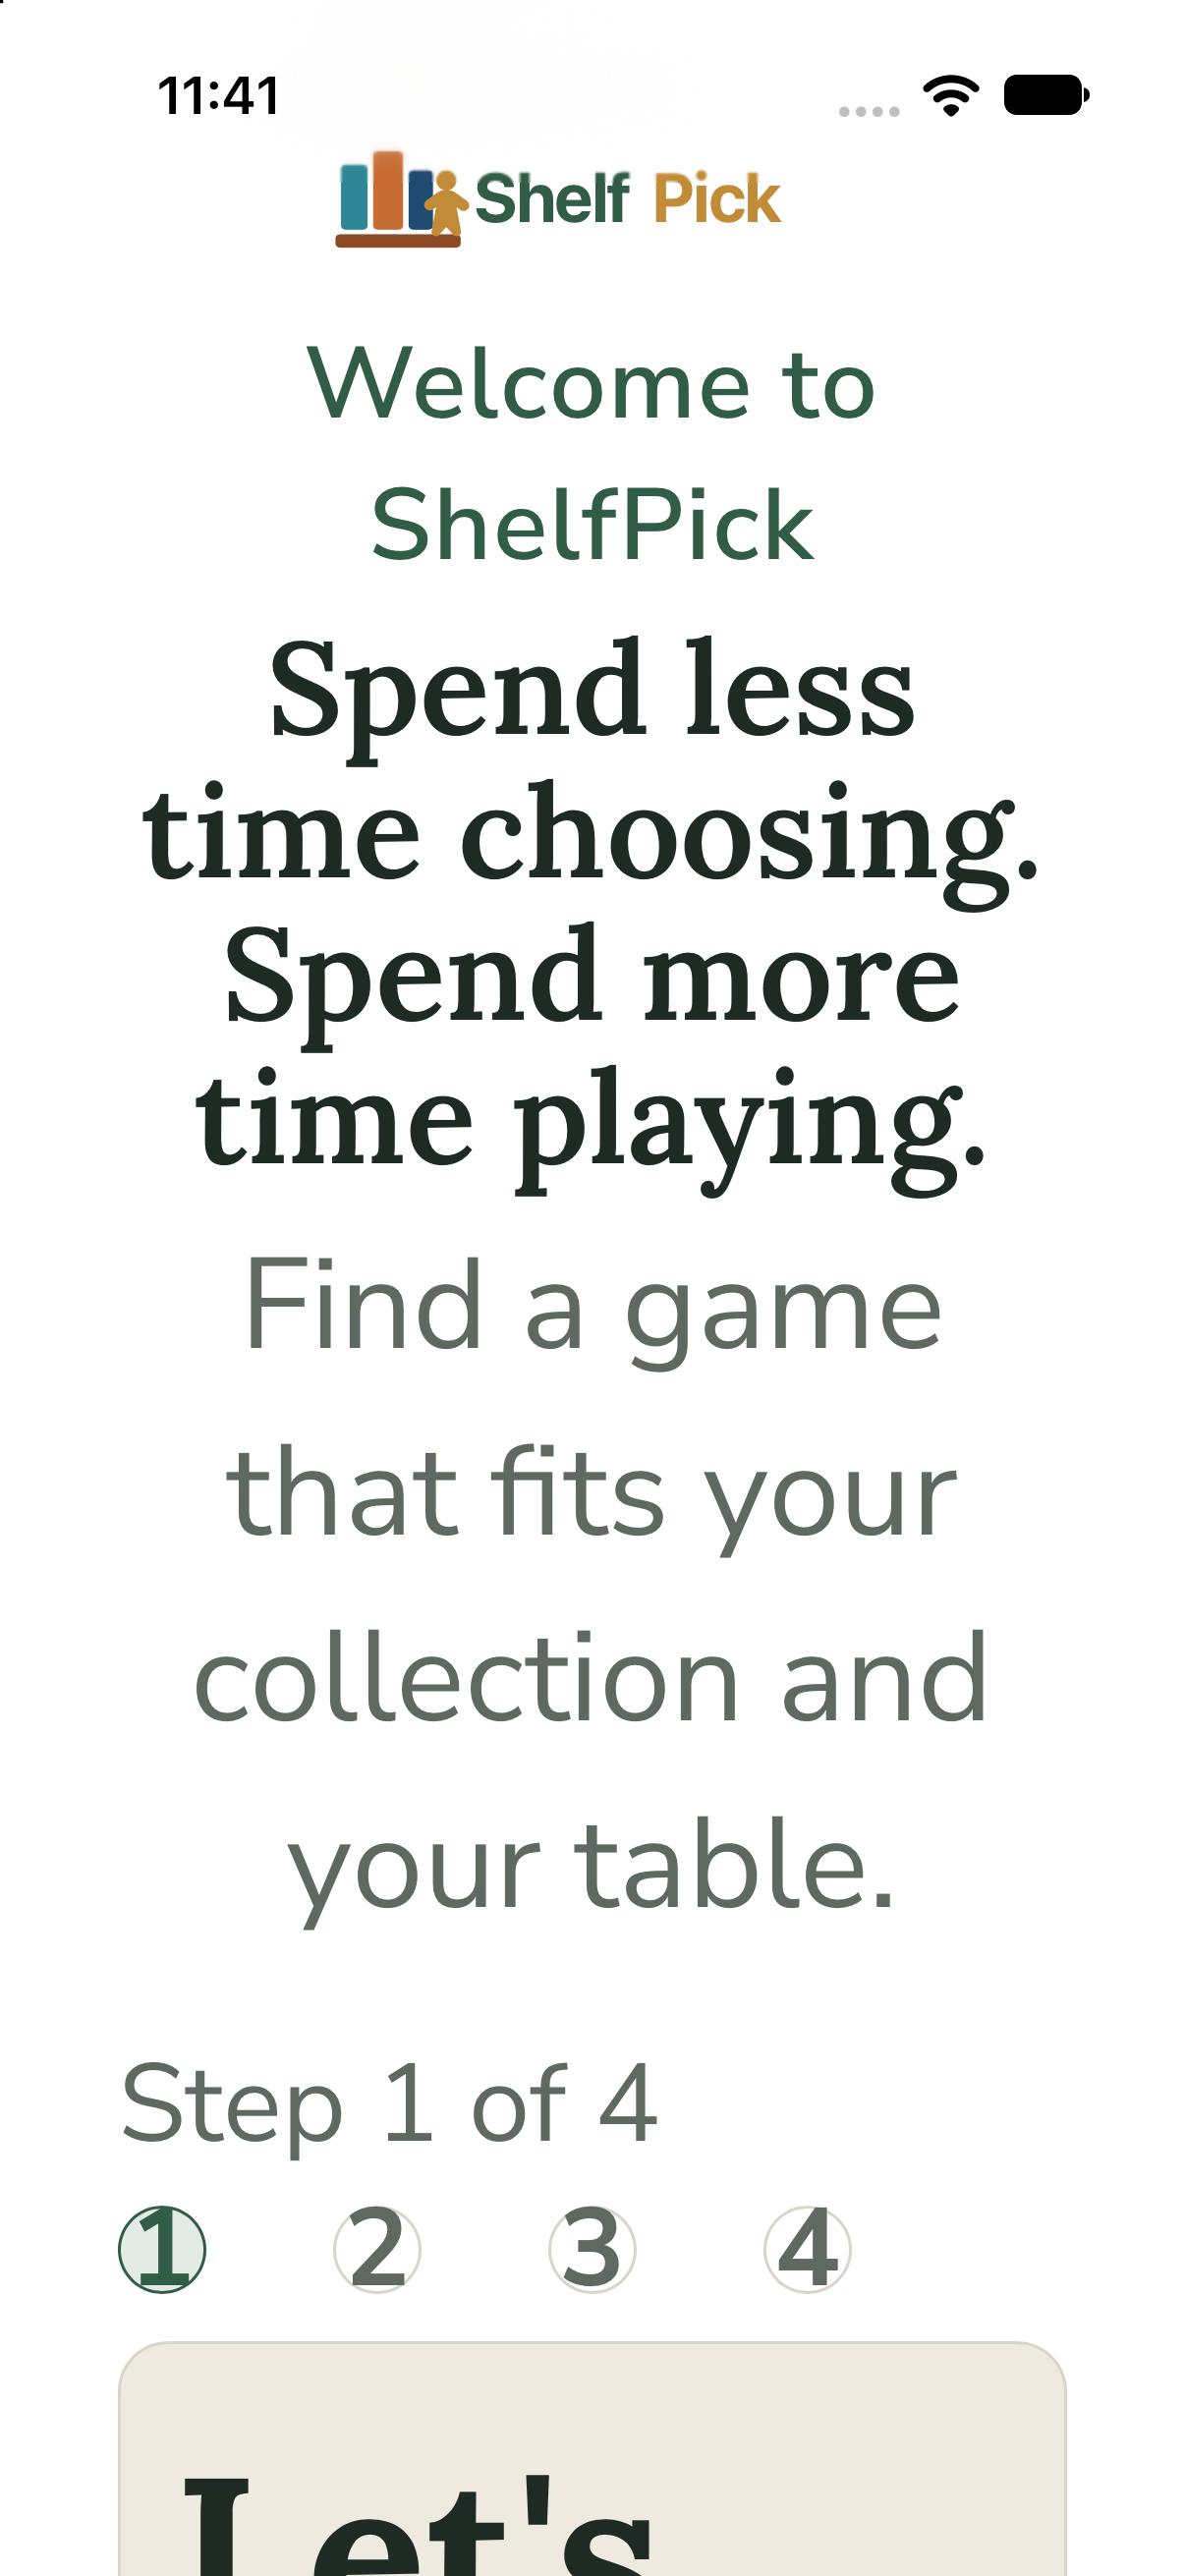 11:41
Shelf Pick
Welcome to
ShelfPick
Spend less
time choosing.
Spend more
time playing.
Find a game
that fits your
collection and
your table.
Step 1 of 4
1 2 3 4
Let's